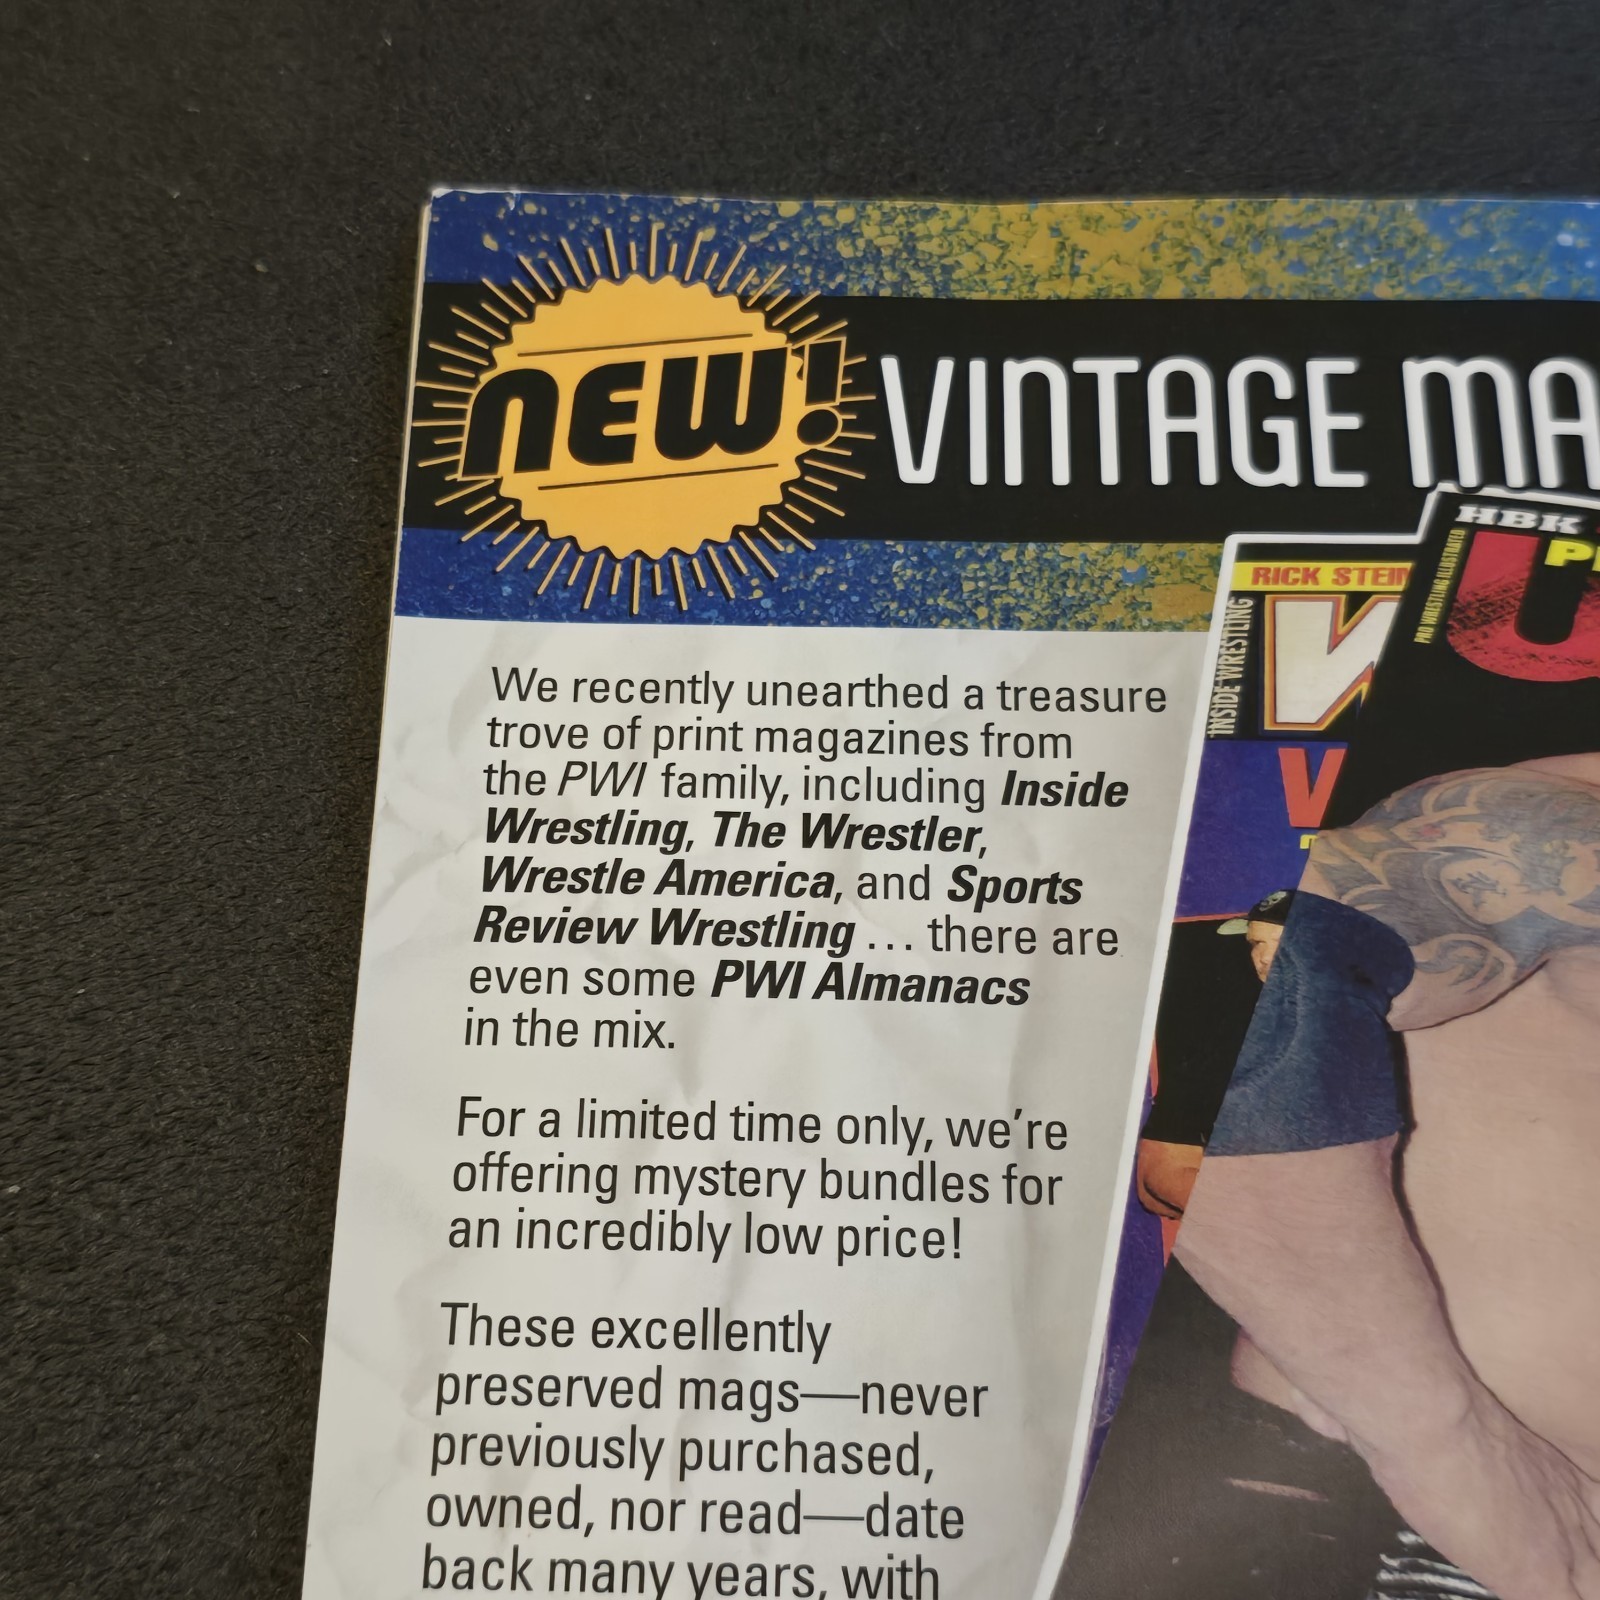 NEW!
VINTAGE MA
We recently unearthed a treasure
trove of print magazines from
the PWI family, including Inside
Wrestling, The Wrestler,
Wrestle America, and Sports
Review Wrestling ... there are
even some PWI Almanacs
in the mix.
For a limited time only, we're
offering mystery bundles for
an incredibly low price!
These excellently
preserved mags—never
previously purchased,
owned, nor read—date
back many years, with
RICK STEIN
INSIDE WRESTLING
W
V
HBK
PRO WRESTLING ILLUSTRATED
P
U